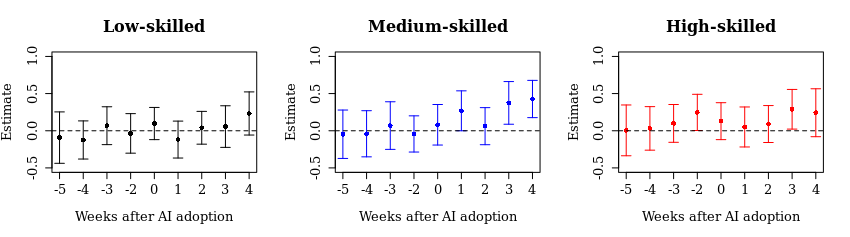 Low-skilled
Estimate
1.0
0.5
0.0
-0.5
-5 -4 -3 -2 0 1 2 3 4
Weeks after AI adoption
Medium-skilled
Estimate
1.0
0.5
0.0
-0.5
-5 -4 -3 -2 0 1 2 3 4
Weeks after AI adoption
High-skilled
Estimate
1.0
0.5
0.0
-0.5
-5 -4 -3 -2 0 1 2 3 4
Weeks after AI adoption